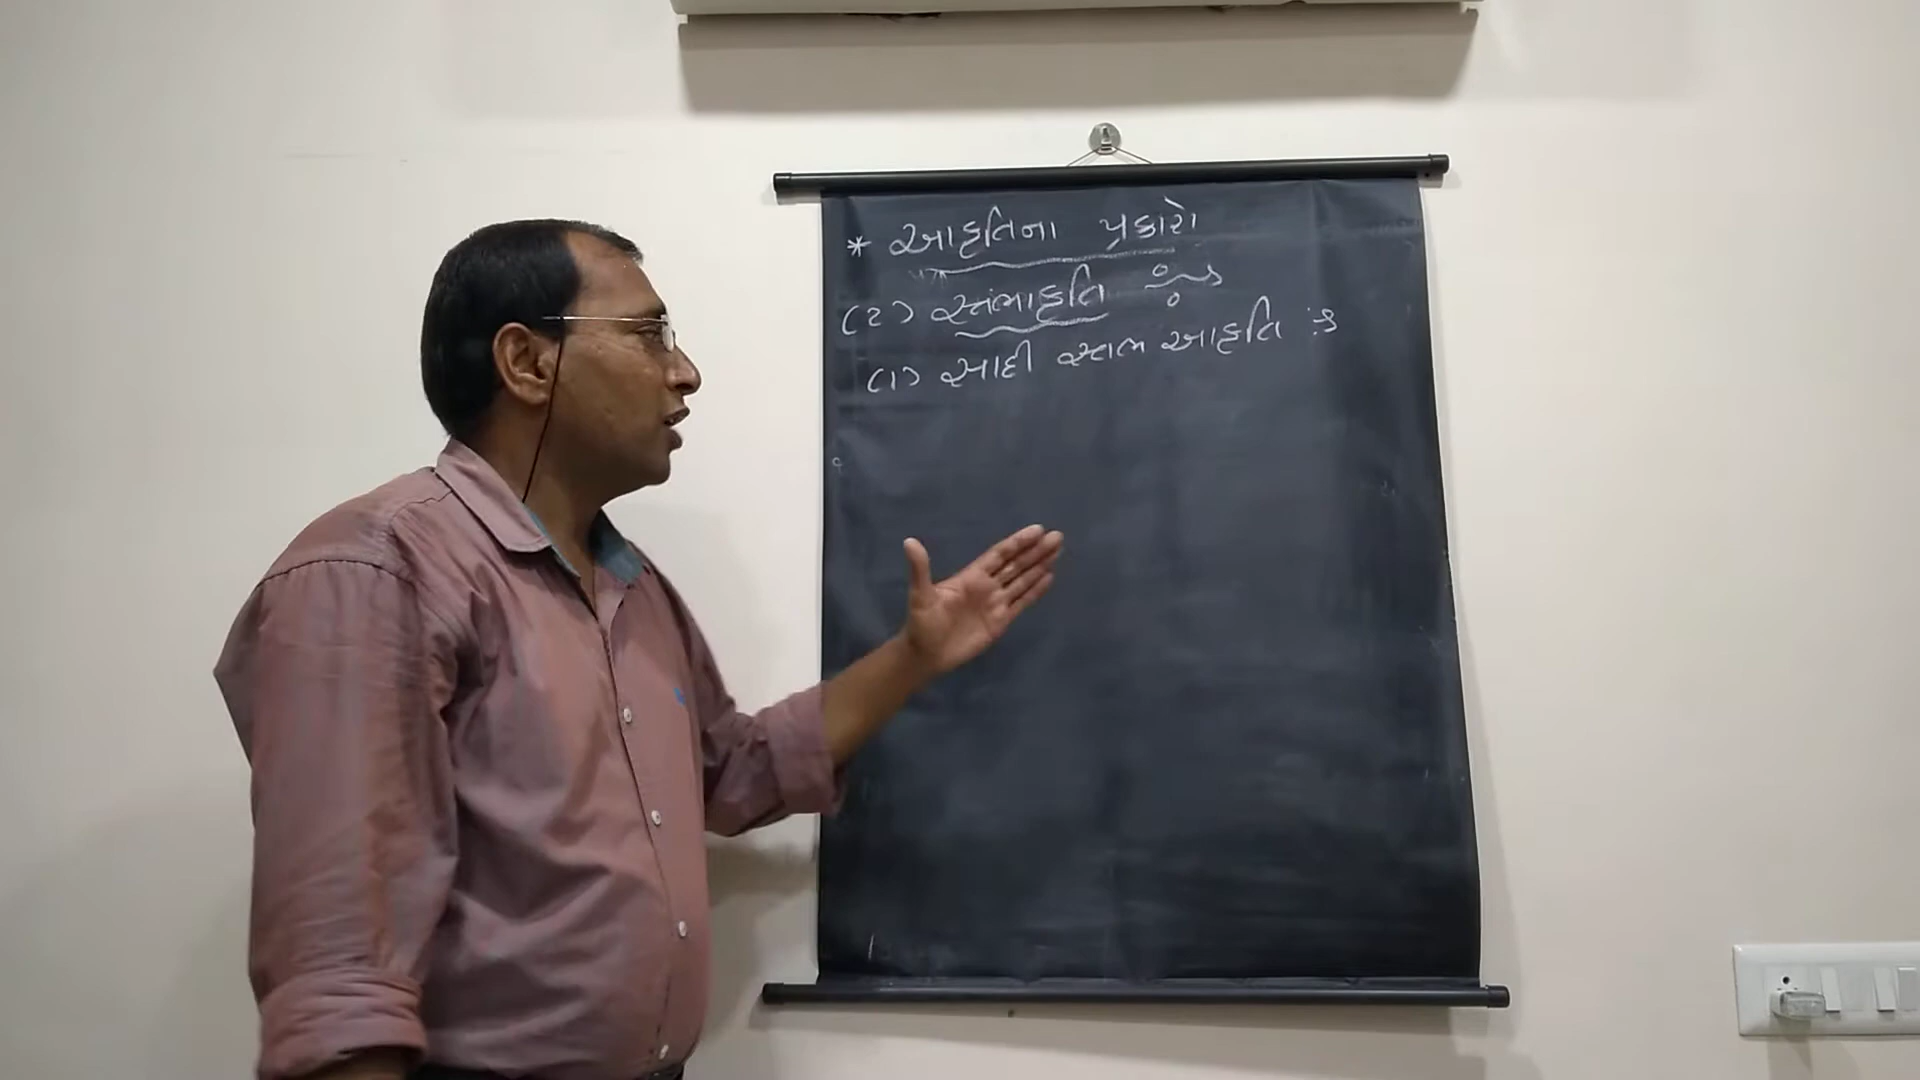 * આકૃતિના પ્રકારો
(૨) સ્તંભાકૃતિ
(૧) સાદી સ્તંભ આકૃતિ :-